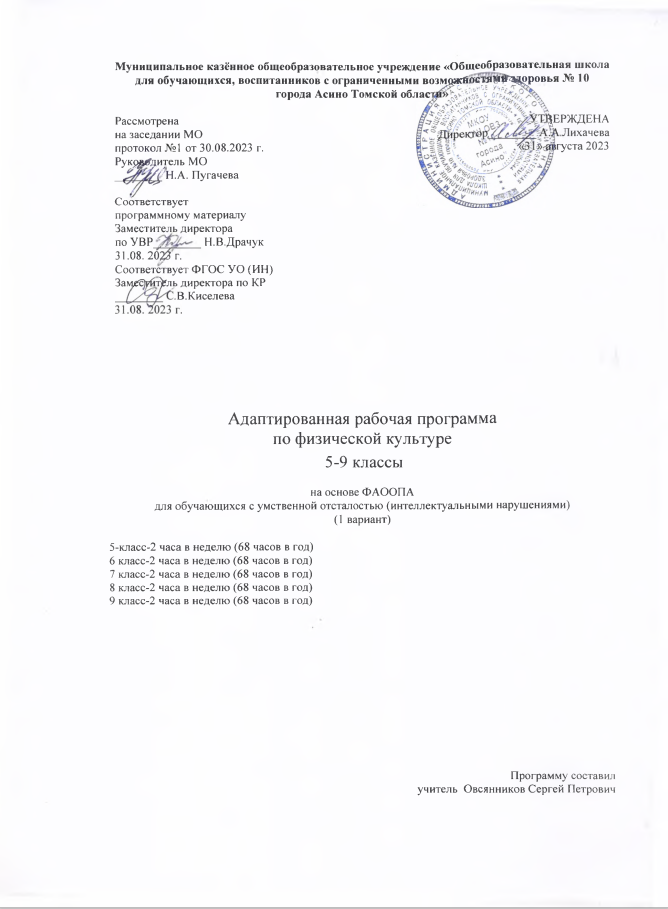 Муниципальное казённое общеобразовательное учреждение «Общеобразовательная школа
для обучающихся, воспитанников с ограниченными возможностями здоровья № 10
города Асино Томской области»
Рассмотрена
на заседании МО
протокол №1 от 30.08.2023 г.
Руководитель МО
Н.А. Пугачева
УТВЕРЖДЕНА
Директор А.А.Лихачева
«31» августа 2023
МКОУ
города
Асино
Соответствует
программному материалу
Заместитель директора
по УВР Н.В.Драчук
31.08. 2023 г.
Соответствует ФГОС УО (ИН)
Заместитель директора по КР
С.В.Киселева
31.08. 2023 г.
Адаптированная рабочая программа
по физической культуре
5-9 классы
на основе ФАООПА
для обучающихся с умственной отсталостью (интеллектуальными нарушениями)
(1 вариант)
5-класс-2 часа в неделю (68 часов в год)
6 класс-2 часа в неделю (68 часов в год)
7 класс-2 часа в неделю (68 часов в год)
8 класс-2 часа в неделю (68 часов в год)
9 класс-2 часа в неделю (68 часов в год)
Программу составил
учитель Овсянников Сергей Петрович